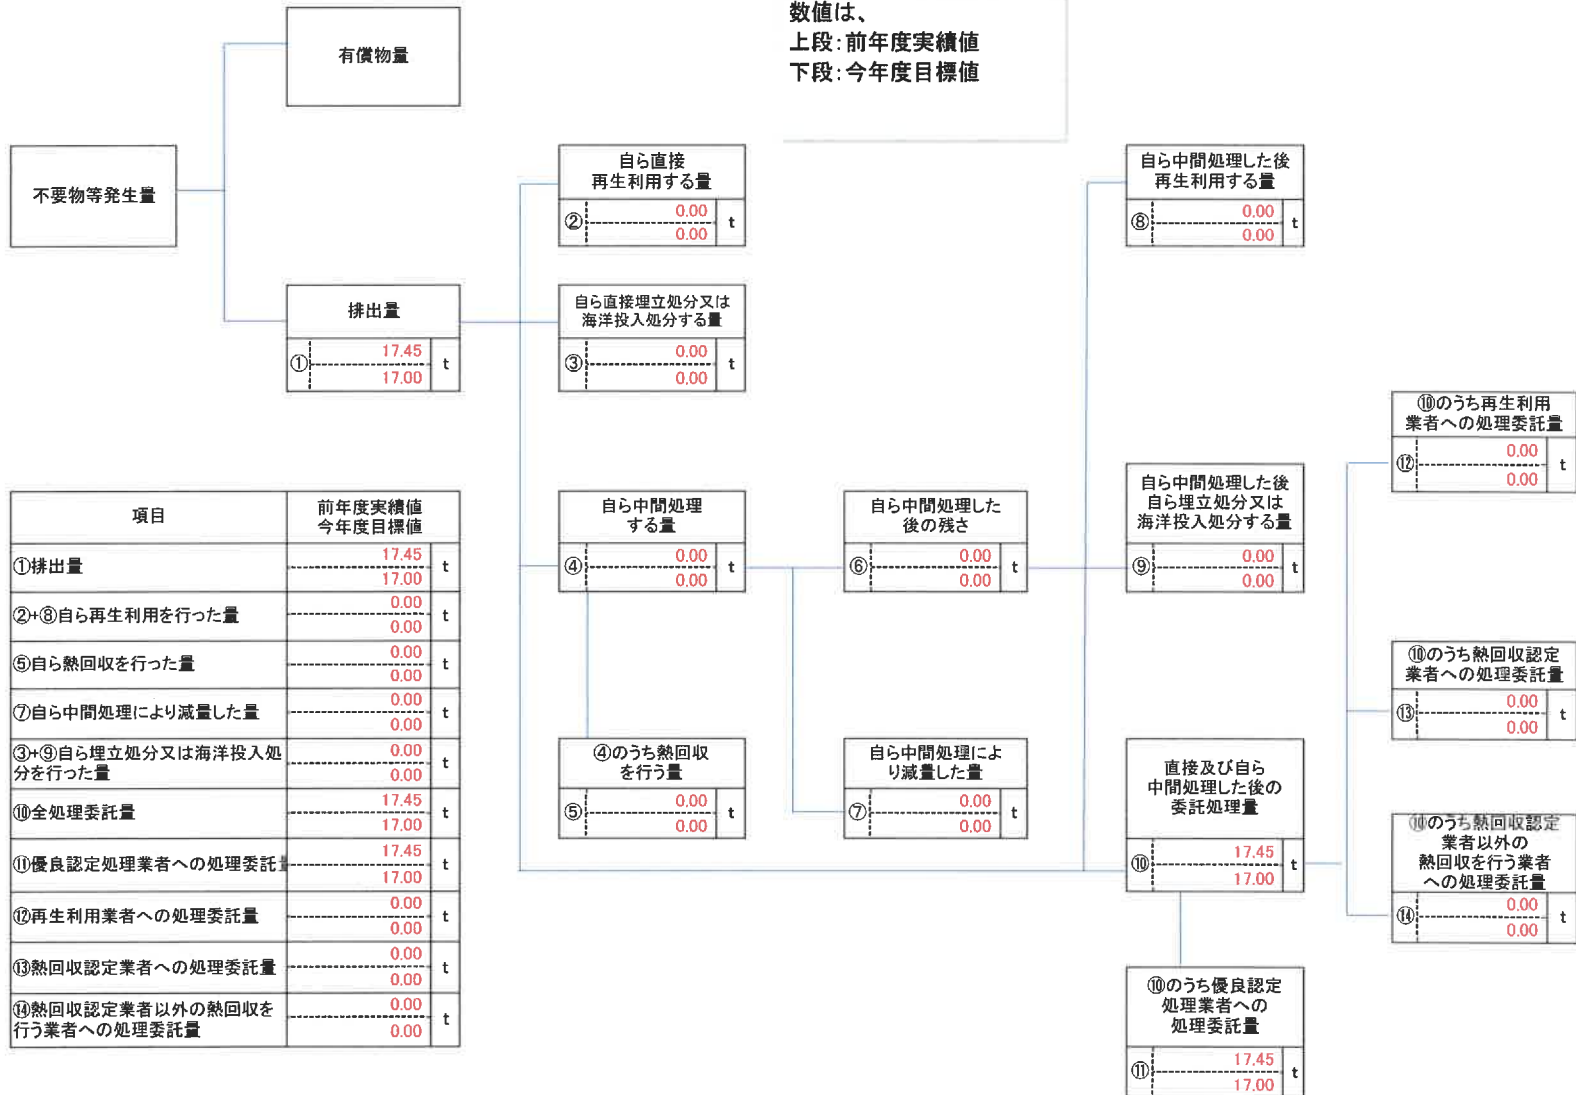 数値は、
上段:前年度実績値
下段:今年度目標値
有償物量
不要物等発生量
排出量
① 17.45 t
17.00
自ら直接
再生利用する量
② 0.00 t
0.00
自ら直接埋立処分又は
海洋投入処分する量
③ 0.00 t
0.00
自ら中間処理
する量
④ 0.00 t
0.00
④のうち熱回収
を行う量
⑤ 0.00 t
0.00
自ら中間処理した
後の残さ
⑥ 0.00 t
0.00
自ら中間処理によ
り減量した量
⑦ 0.00 t
0.00
自ら中間処理した後
再生利用する量
⑧ 0.00 t
0.00
自ら中間処理した後
自ら埋立処分又は
海洋投入処分する量
⑨ 0.00 t
0.00
直接及び自ら
中間処理した後の
委託処理量
⑩ 17.45 t
17.00
⑩のうち優良認定
処理業者への
処理委託量
⑪ 17.45 t
17.00
⑩のうち再生利用
業者への処理委託量
⑫ 0.00 t
0.00
⑩のうち熱回収認定
業者への処理委託量
⑬ 0.00 t
0.00
⑩のうち熱回収認定
業者以外の
熱回収を行う業者
への処理委託量
⑭ 0.00 t
0.00
項目 前年度実績値
今年度目標値
①排出量 17.45 t
17.00
②+⑧自ら再生利用を行った量 0.00 t
0.00
⑤自ら熱回収を行った量 0.00 t
0.00
⑦自ら中間処理により減量した量 0.00 t
0.00
③+⑨自ら埋立処分又は海洋投入処 0.00 t
分を行った量 0.00
⑩全処理委託量 17.45 t
17.00
⑪優良認定処理業者への処理委託量 17.45 t
17.00
⑫再生利用業者への処理委託量 0.00 t
0.00
⑬熱回収認定業者への処理委託量 0.00 t
0.00
⑭熱回収認定業者以外の熱回収を 0.00 t
行う業者への処理委託量 0.00